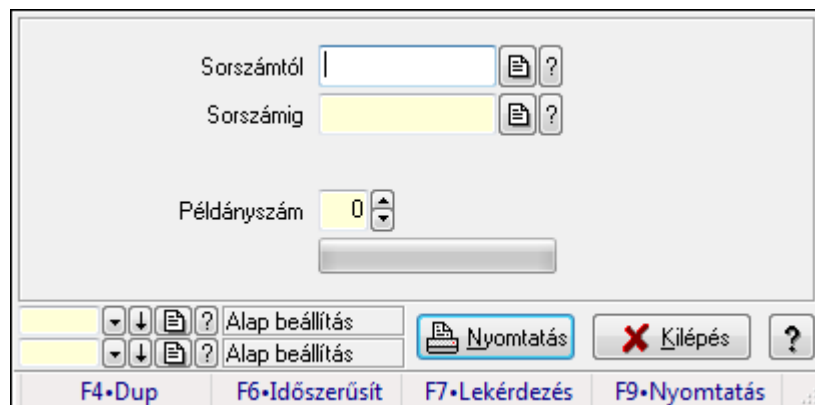 Sorszámtól ?
Sorszámig ?
Példányszám 0
? Alap beállítás
? Alap beállítás
Nyomtatás Kilépés ?
F4•Dup F6•Időszerűsít F7•Lekérdezés F9•Nyomtatás